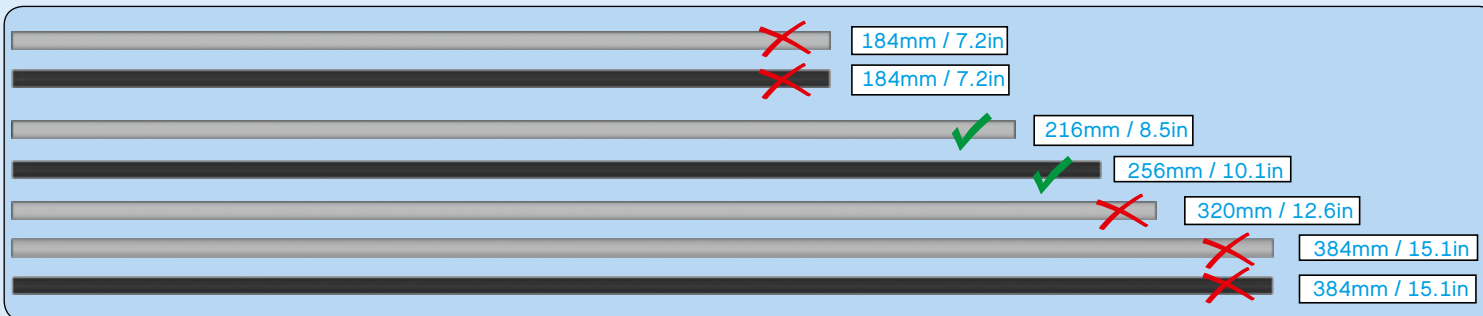 184mm / 7.2in
184mm / 7.2in
216mm / 8.5in
256mm / 10.1in
320mm / 12.6in
384mm / 15.1in
384mm / 15.1in